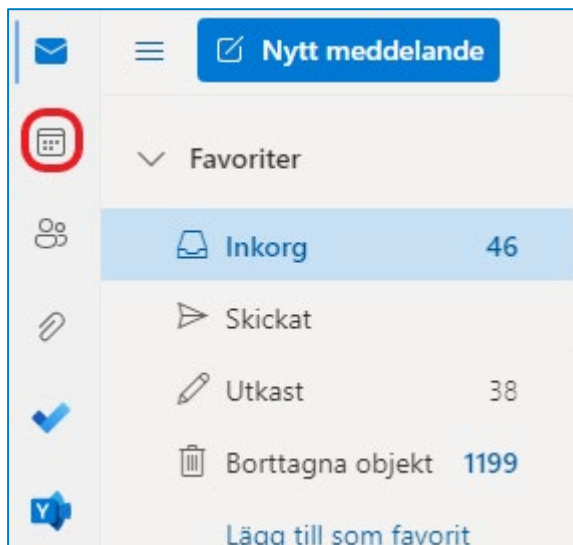 Nytt meddelande
Favoriter
Inkorg 46
Skickat
Utkast 38
Borttagna objekt 1199
Lägg till som favorit
Y